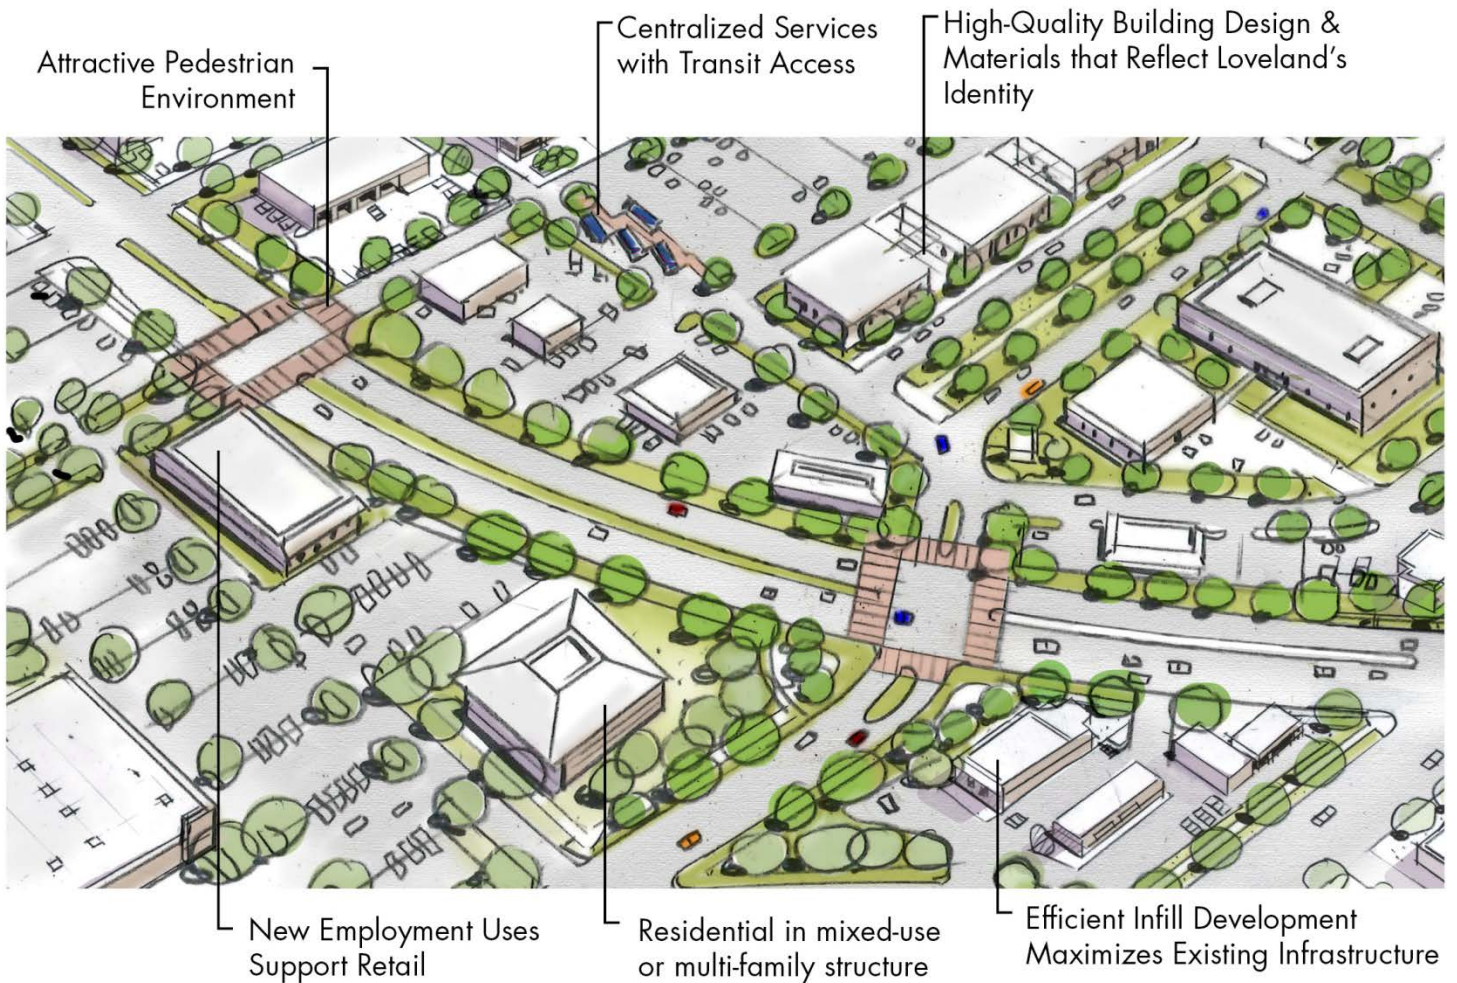 Attractive Pedestrian
Environment
Centralized Services
with Transit Access
High-Quality Building Design &
Materials that Reflect Loveland's
Identity
New Employment Uses
Support Retail
Residential in mixed-use
or multi-family structure
Efficient Infill Development
Maximizes Existing Infrastructure